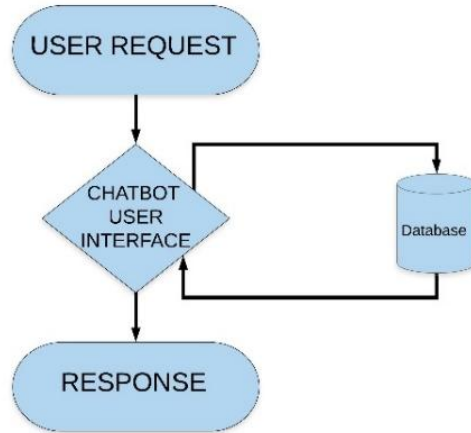 USER REQUEST
CHATBOT
USER
INTERFACE
Database
RESPONSE